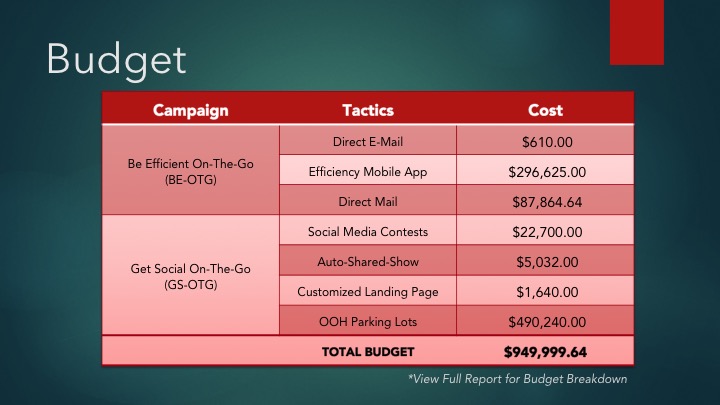 Budget
Campaign Tactics Cost
Be Efficient On-The-Go
(BE-OTG)
Direct E-Mail $610.00
Efficiency Mobile App $296,625.00
Direct Mail $87,864.64
Get Social On-The-Go
(GS-OTG)
Social Media Contests $22,700.00
Auto-Shared-Show $5,032.00
Customized Landing Page $1,640.00
OOH Parking Lots $490,240.00
TOTAL BUDGET $949,999.64
*View Full Report for Budget Breakdown